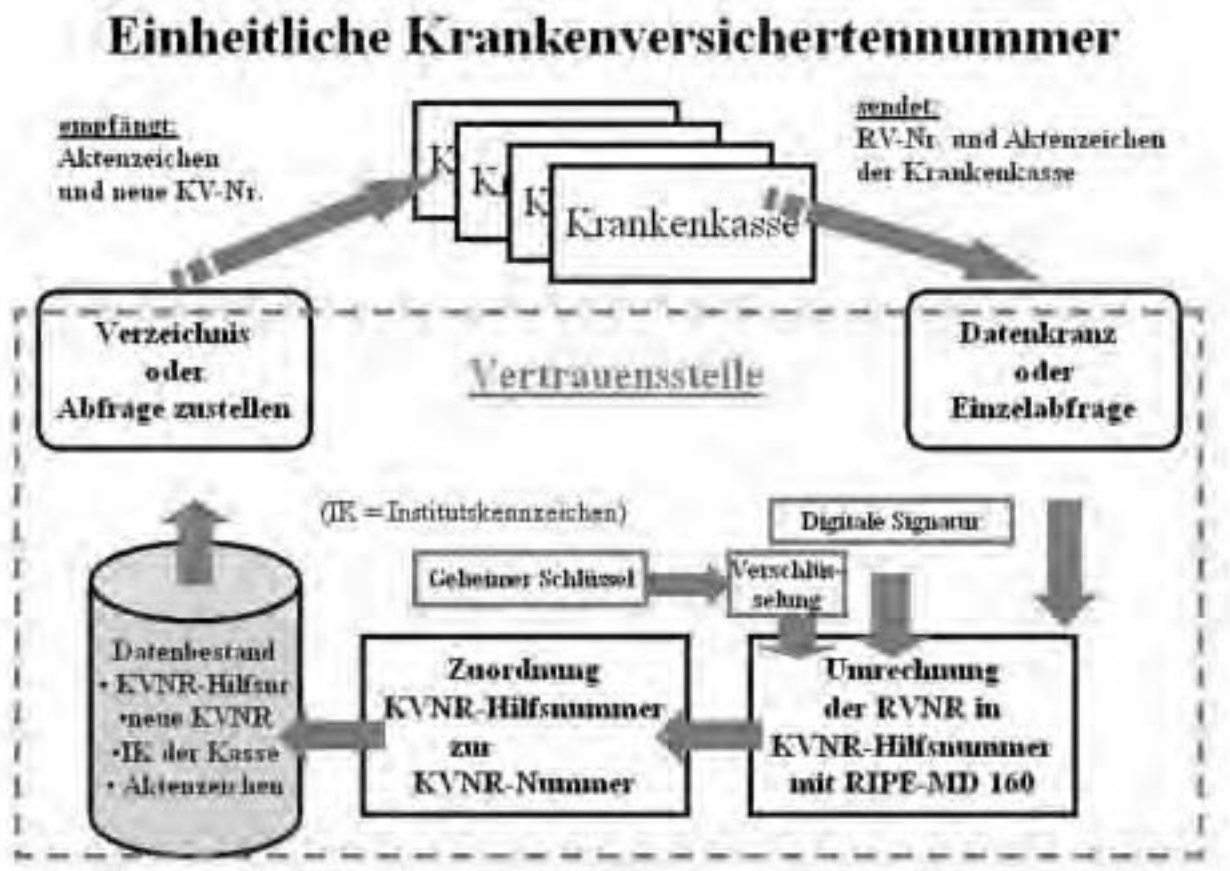 Einheitliche Krankenversichertennummer
empfängt:
Aktenzeichen
und neue KV-Nr.
sendet:
RV-Nr. und Aktenzeichen
der Krankenkasse
K
K
K
Krankenkasse
Verzeichnis
oder
Abfrage zustellen
Vertrauensstelle
Datenkranz
oder
Einzelabfrage
(IK = Institutskennzeichen)
Digitale Signatur
Geheimer Schlüssel
Verschlüs-
selung
Datenbestand
• KVNR-Hilfsnr
•neue KVNR
•IK der Kasse
• Aktenzeichen
Zuordnung
KVNR-Hilfsnummer
zur
KVNR-Nummer
Umrechnung
der RVNR in
KVNR-Hilfsnummer
mit RIPE-MD 160